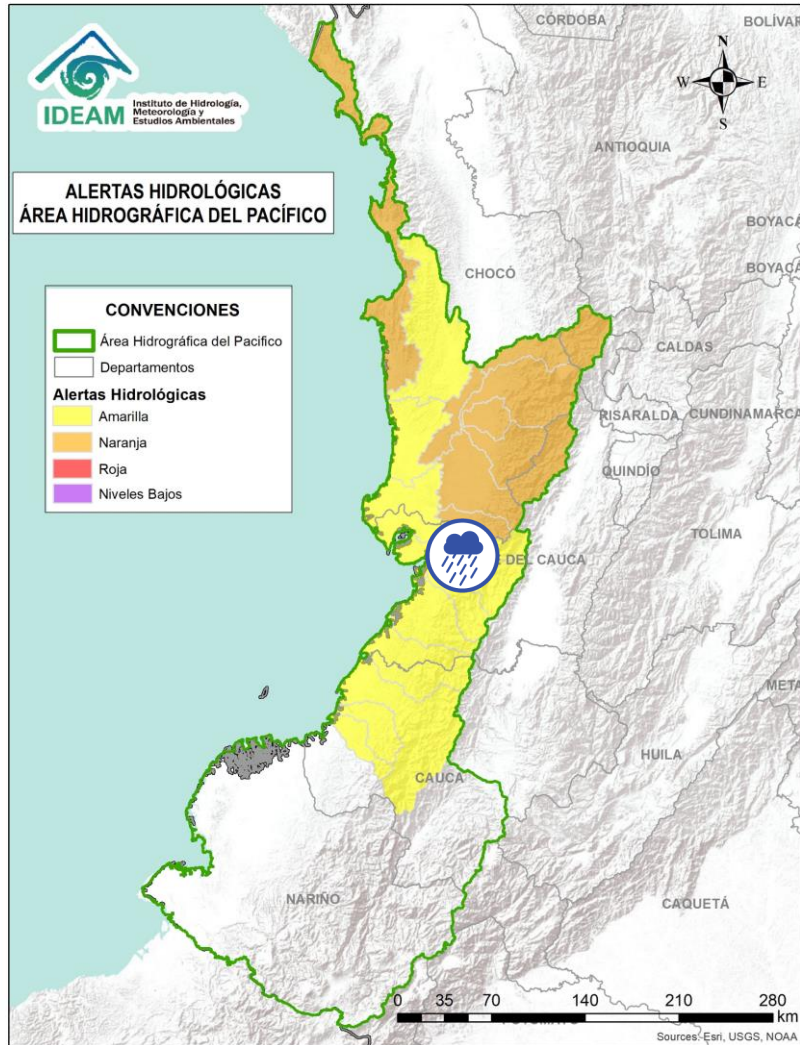 CÓRDOBA
BOLÍVAR
N
W E
S
IDEAM
Instituto de Hidrología,
Meteorología y
Estudios Ambientales
ANTIOQUIA
ALERTAS HIDROLÓGICAS
ÁREA HIDROGRÁFICA DEL PACÍFICO
BOYACÁ
BOYACÁ
CHOCÓ
CONVENCIONES
Área Hidrográfica del Pacifico
Departamentos
Alertas Hidrológicas
Amarilla
Naranja
Roja
Niveles Bajos
CALDAS
RISARALDA
CUNDINAMARCA
QUINDÍO
TOLIMA
DEL CAUCA
META
HUILA
CAUCA
NARIÑO
CAQUETÁ
0 35 70 140 210 280
km
Sources: Esri, USGS, NOAA